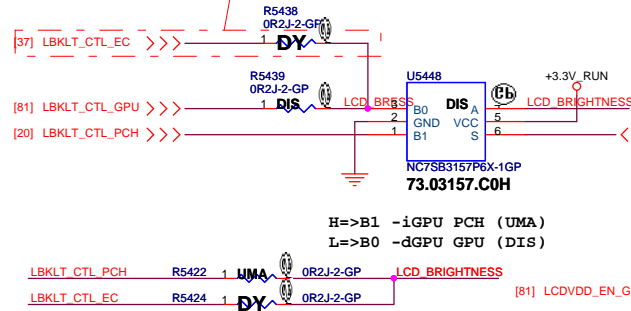 R5438
0R2J-2-GP
[37] LBKLT_CTL_EC 1 DY
R5439
0R2J-2-GP
U5448
+3.3V_RUN
[81] LBKLT_CTL_GPU 1 DIS LCD_BRESS 3 B0 DIS A LCD_BRIGHTNESS
2 GND VCC 5
[20] LBKLT_CTL_PCH 1 B1 S 6
NC7SB3157P6X-1GP
73.03157.C0H
H=>B1 -iGPU PCH (UMA)
L=>B0 -dGPU GPU (DIS)
LBKLT_CTL_PCH R5422 1 UMA 0R2J-2-GP LCD_BRIGHTNESS
LBKLT_CTL_EC R5424 1 DY 0R2J-2-GP
[81] LCDVDD_EN_G